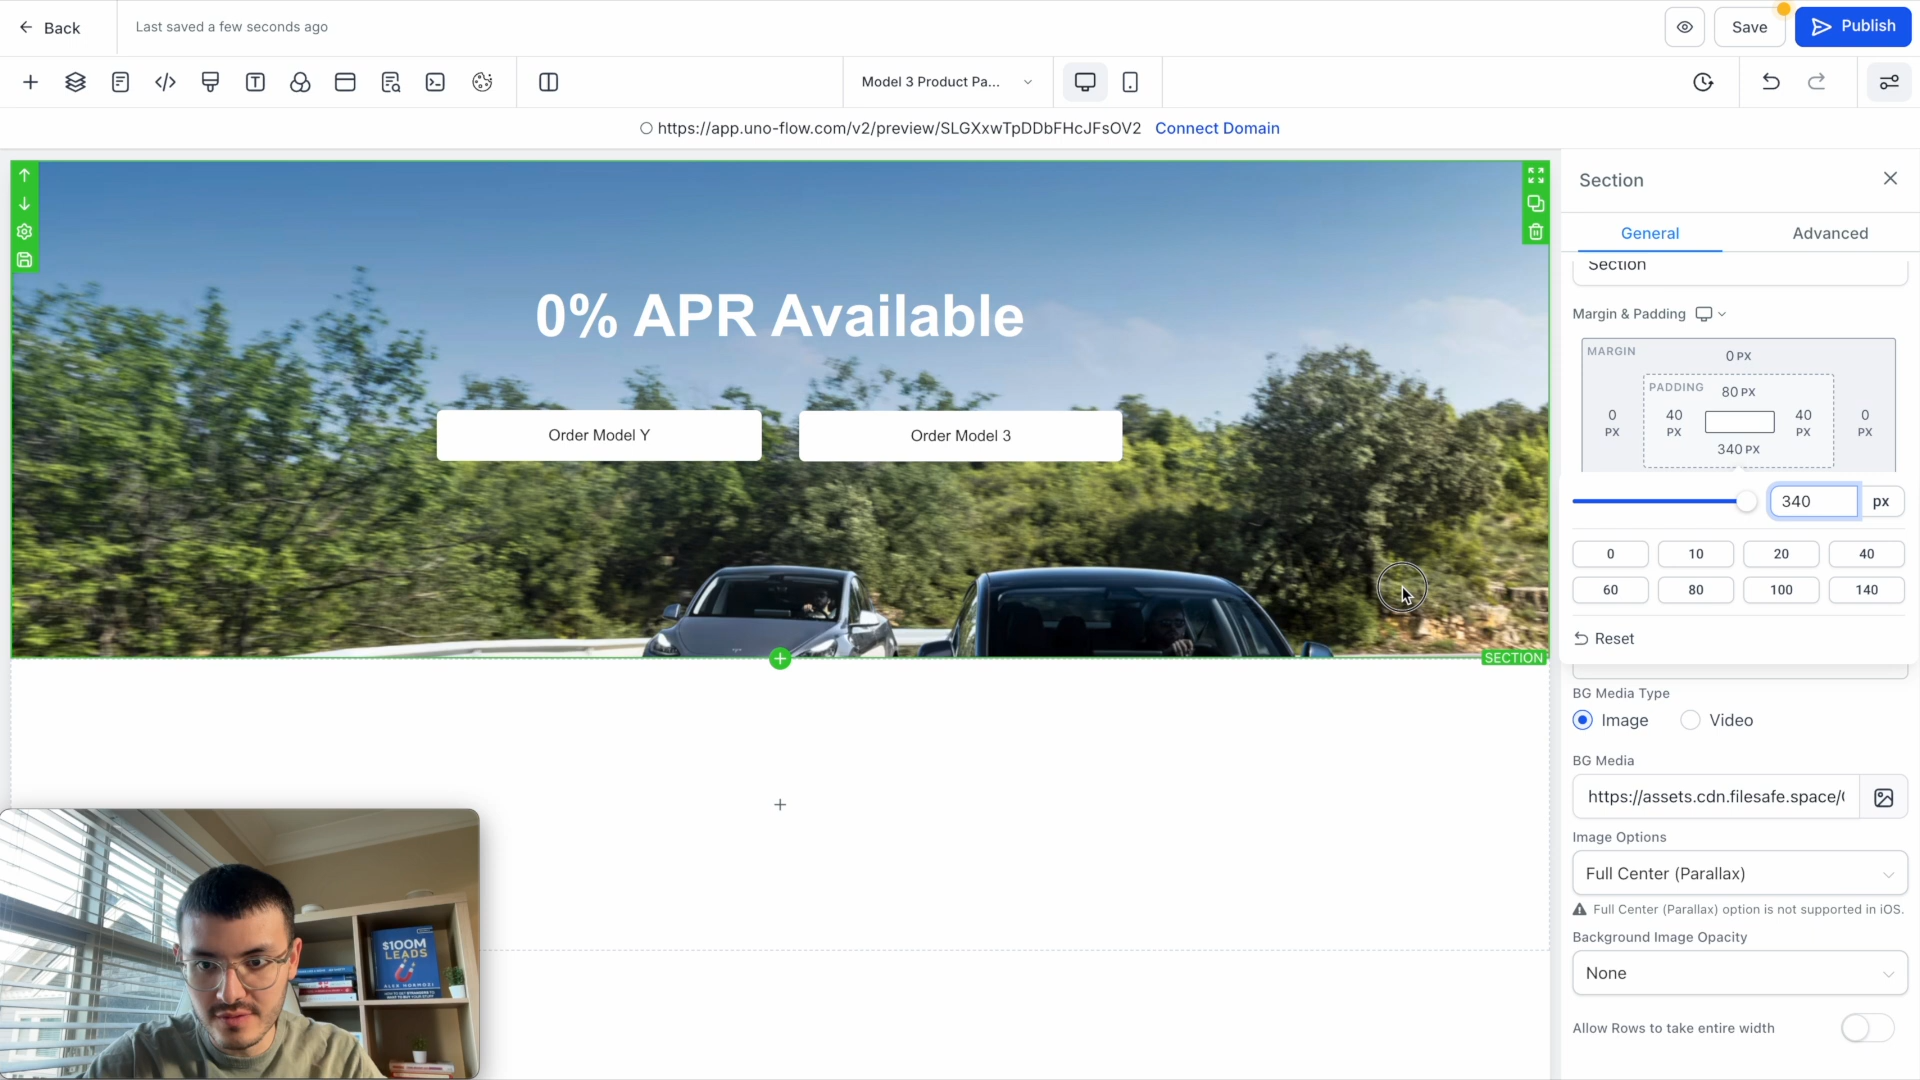 Back
Last saved a few seconds ago
Save
Publish
Model 3 Product Pa...
https://app.uno-flow.com/v2/preview/SLGXxwTpDDbFHcJFsOV2 Connect Domain
0% APR Available
Order Model Y
Order Model 3
SECTION
Section
General
Advanced
Section
Margin & Padding
MARGIN
0 PX
PADDING
80 PX
0 PX
40 PX
40 PX
0 PX
340 PX
340 px
0 10 20 40
60 80 100 140
Reset
BG Media Type
Image Video
BG Media
https://assets.cdn.filesafe.space/
Image Options
Full Center (Parallax)
Full Center (Parallax) option is not supported in iOS.
Background Image Opacity
None
Allow Rows to take entire width
$100M
LEADS
ALEX HORMOZI